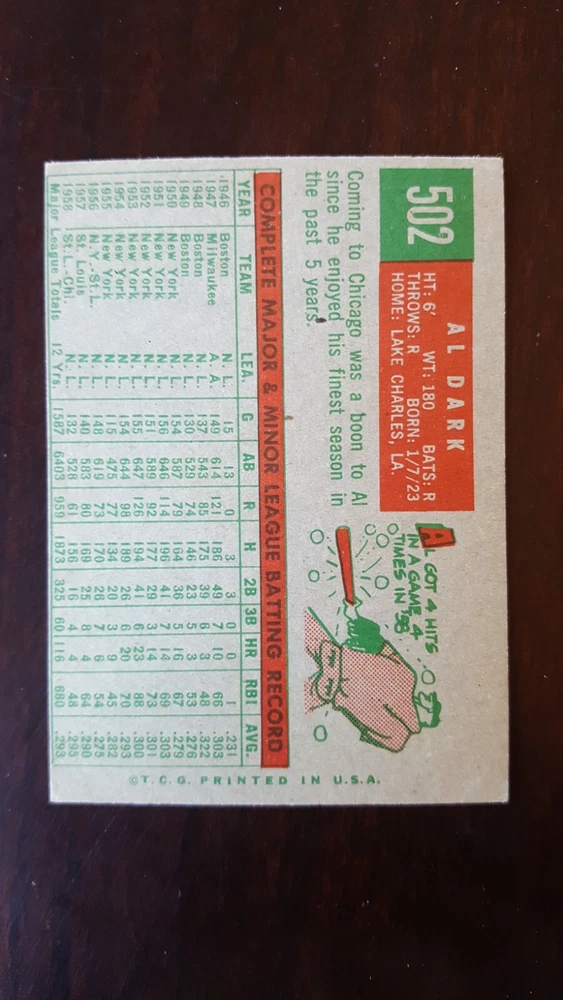 502
AL DARK
HT: 6' WT: 180 BATS: R
THROWS: R BORN: 1/7/23
HOME: LAKE CHARLES, LA.
Coming to Chicago was a boon to Al
since he enjoyed his finest season in
the past 5 years.
AL GOT 4 HITS
IN A GAME 4
TIMES IN '58
COMPLETE MAJOR & MINOR LEAGUE BATTING RECORD
YEAR TEAM LEA. G AB R H 2B 3B HR RBI AVG.
1946 Boston N. L. 15 13 0 3 3 0 0 1 .231
1947 Milwaukee A. A. 149 614 121 186 49 7 10 66 .303
1948 Boston N. L. 137 543 85 175 39 6 3 48 .322
1949 Boston N. L. 130 529 74 146 23 5 3 53 .276
1950 New York N. L. 154 587 79 164 36 5 16 67 .279
1951 New York N. L. 156 646 114 196 41 7 14 69 .303
1952 New York N. L. 151 589 92 177 29 3 14 73 .301
1953 New York N. L. 155 647 126 194 41 6 23 88 .300
1954 New York N. L. 154 644 98 189 26 6 20 70 .293
1955 New York N. L. 115 475 77 134 20 3 9 45 .282
1956 N.Y.-St.L. N. L. 148 619 73 170 26 7 6 54 .275
1957 St. Louis N. L. 140 583 80 169 25 8 4 64 .290
1958 St.L.-Chi. N. L. 132 528 61 156 16 4 4 48 .295
Major League Totals 12 Yrs. 1587 6403 959 1873 325 60 116 680 .293
©T.C.G. PRINTED IN U.S.A.